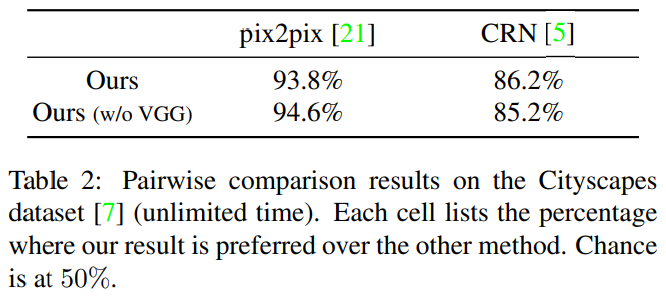 pix2pix [21] CRN [5]
Ours 93.8% 86.2%
Ours (w/o VGG) 94.6% 85.2%
Table 2: Pairwise comparison results on the Cityscapes
dataset [7] (unlimited time). Each cell lists the percentage
where our result is preferred over the other method. Chance
is at 50%.